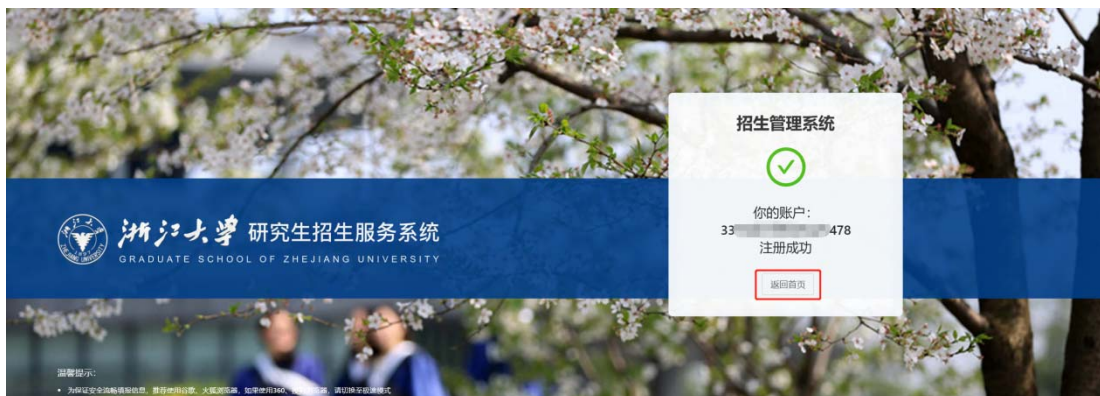 招生管理系统
你的账户：
33 478
注册成功
返回首页
浙江大学 研究生招生服务系统
GRADUATE SCHOOL OF ZHEJIANG UNIVERSITY
温馨提示：
为保证安全流畅填报信息，推荐使用谷歌、火狐浏览器，如果使用360、 浏览器，请切换至极速模式